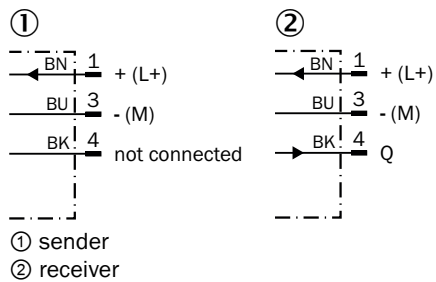 ① ②
BN 1 + (L+) BN 1 + (L+)
BU 3 - (M) BU 3 - (M)
BK 4 not connected BK 4 Q
① sender
② receiver